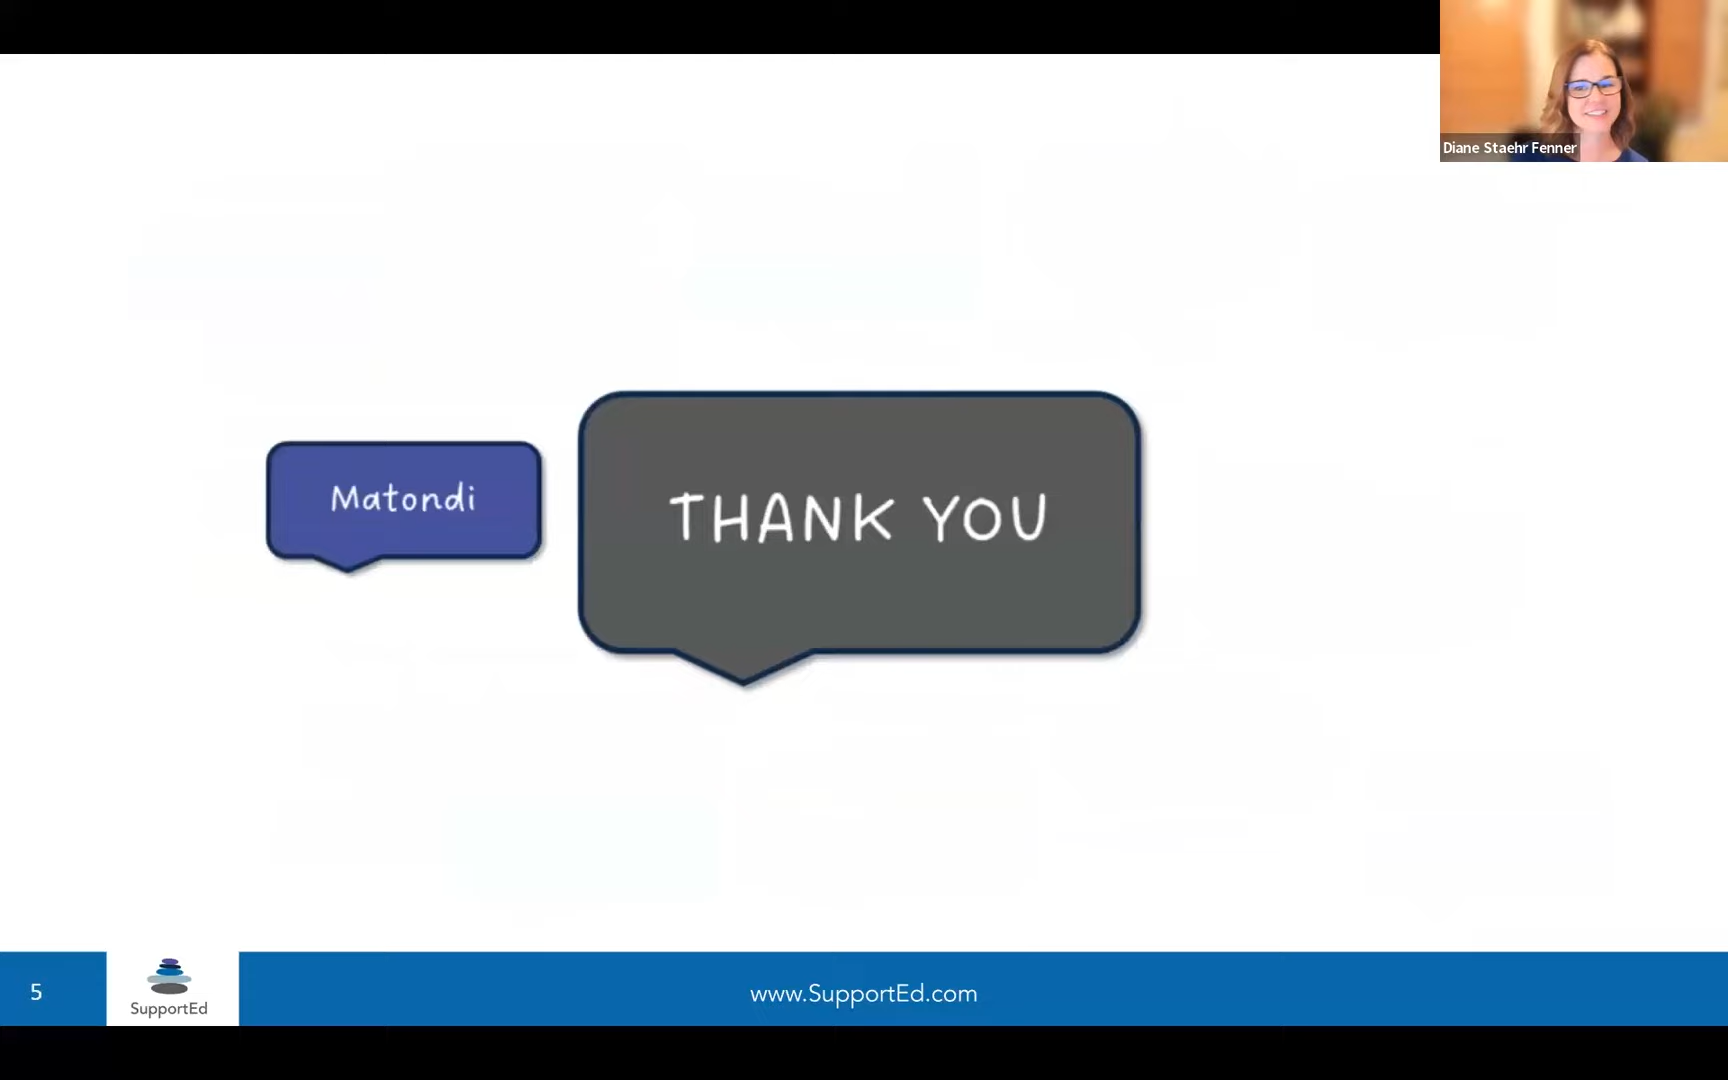 Diane Staehr Fenner
Matondi
THANK YOU
5
SupportEd
www.SupportEd.com